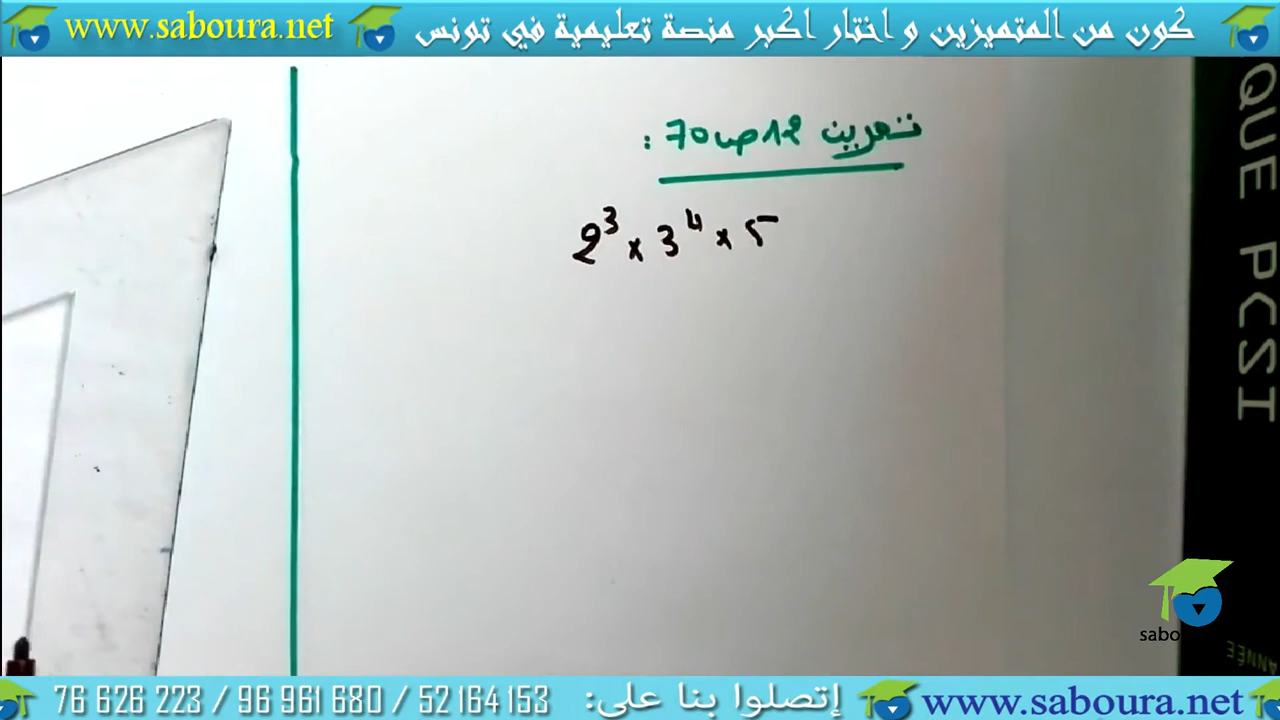 www.saboura.net كون من المتميزين و اختار اكبر منصة تعليمية في تونس
تمرين 12 ص 70 :
2³ × 3⁴ × 5
QUE PCSI
ANNÉE
sabo
76 626 223 / 96 961 680 / 52 164 153 إتصلوا بنا على: www.saboura.net